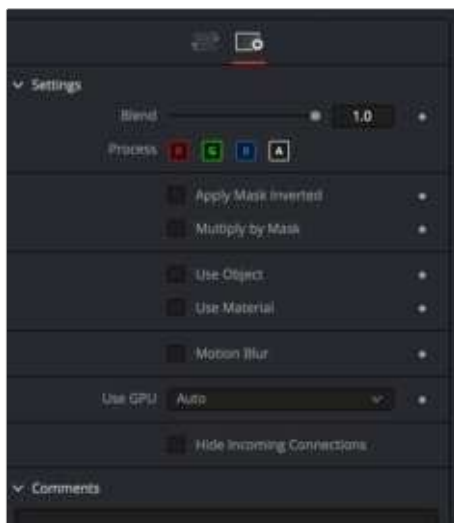 Settings
Blend 1.0
Process R G B A
Apply Mask Inverted
Multiply by Mask
Use Object
Use Material
Motion Blur
Use GPU Auto
Hide Incoming Connections
Comments